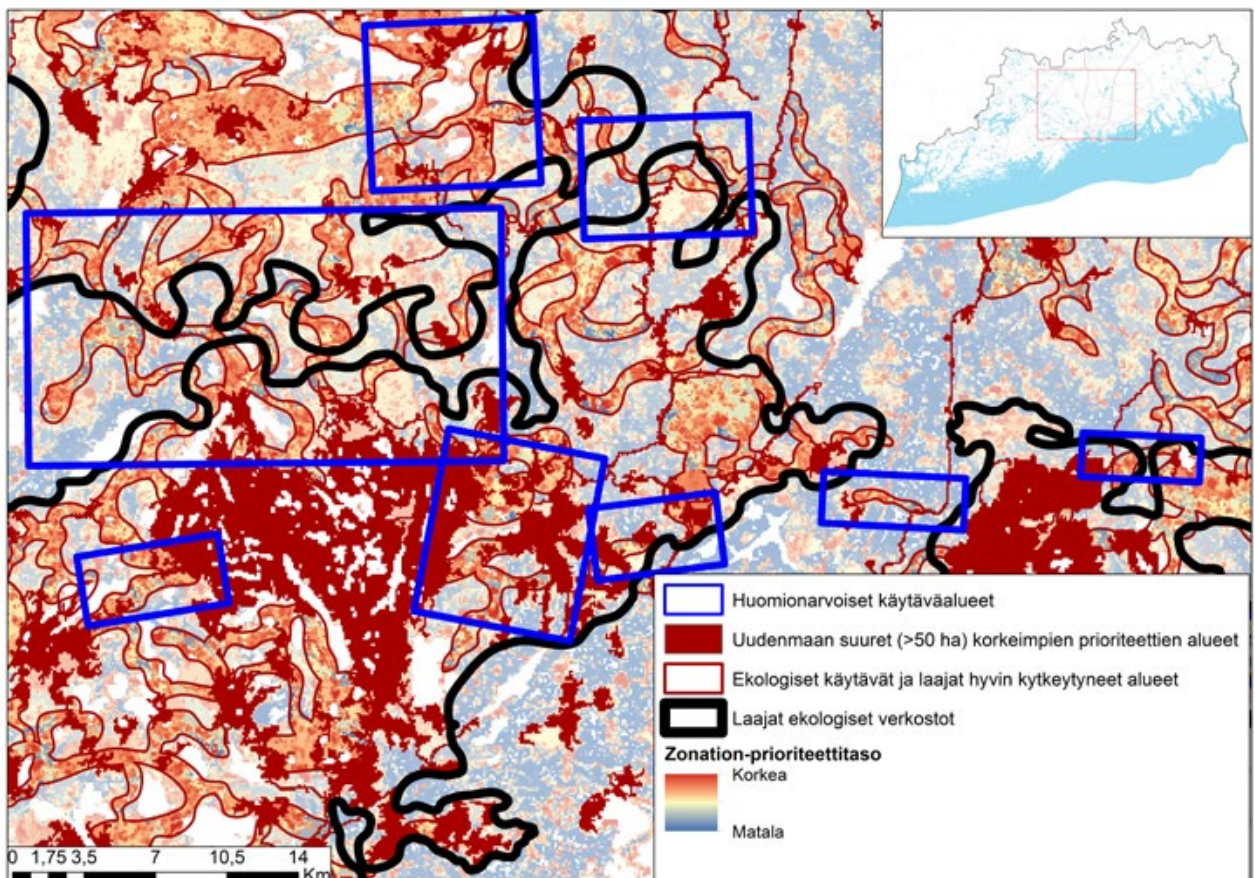 Huomionarvoiset käytäväalueet
Uudenmaan suuret (>50 ha) korkeimpien prioriteettien alueet
Ekologiset käytävät ja laajat hyvin kytkeytyneet alueet
Laajat ekologiset verkostot
Zonation-prioriteettitaso
Korkea
Matala
0 1,75 3,5 7 10,5 14
Km